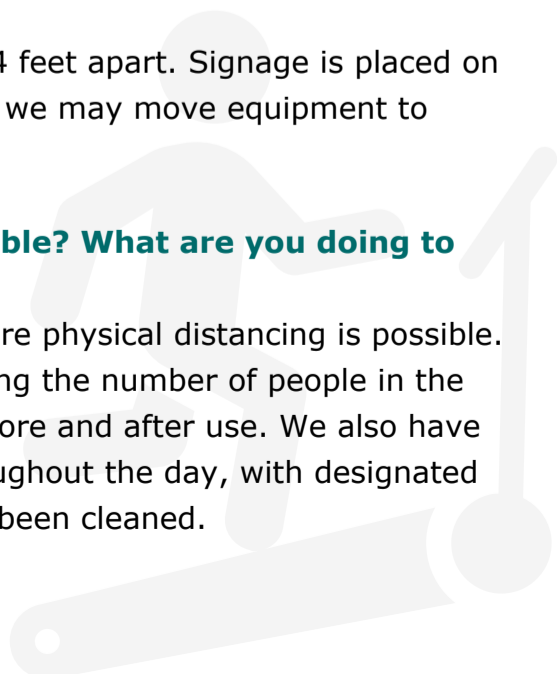 4 feet apart. Signage is placed on
we may move equipment to
ble? What are you doing to
re physical distancing is possible.
ng the number of people in the
ore and after use. We also have
ughout the day, with designated
been cleaned.